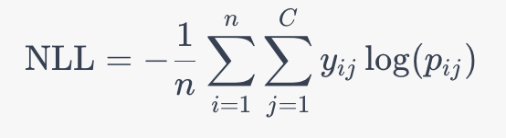 NLL = −\frac{1}{n} \sum_{i=1}^{n} \sum_{j=1}^{C} y_{ij} \log(p_{ij})